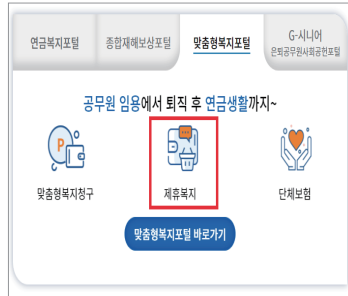 연금복지포털
종합재해보상포털
맞춤형복지포털
G-시니어
은퇴공무원사회공헌포털
공무원 임용에서 퇴직 후 연금생활까지~
P
맞춤형복지청구
제휴복지
단체보험
맞춤형복지포털 바로가기